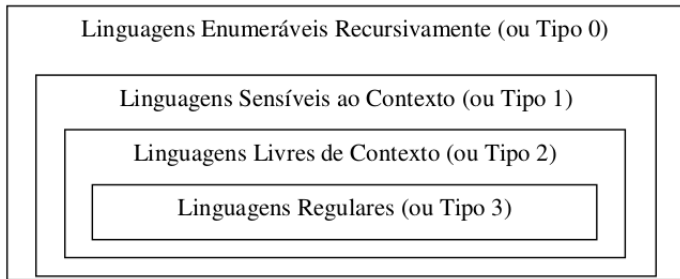 Linguagens Enumeráveis Recursivamente (ou Tipo 0)
Linguagens Sensíveis ao Contexto (ou Tipo 1)
Linguagens Livres de Contexto (ou Tipo 2)
Linguagens Regulares (ou Tipo 3)